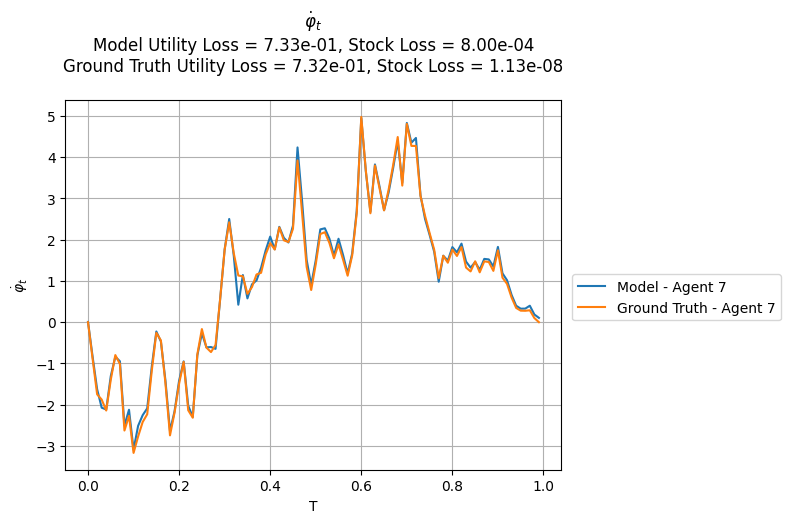 φ̇ₜ
Model Utility Loss = 7.33e-01, Stock Loss = 8.00e-04
Ground Truth Utility Loss = 7.32e-01, Stock Loss = 1.13e-08
5
4
3
2
1
0
−1
−2
−3
φ̇ₜ
0.0 0.2 0.4 0.6 0.8 1.0
T
Model - Agent 7
Ground Truth - Agent 7